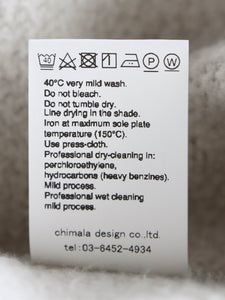 40 P W
40°C very mild wash.
Do not bleach.
Do not tumble dry.
Line drying in the shade.
Iron at maximum sole plate
temperature (150°C).
Use press-cloth.
Professional dry-cleaning in:
perchloroethylene,
hydrocarbons (heavy benzines).
Mild process.
Professional wet cleaning
mild process.
chimala design co.ltd.
tel:03-6452-4934